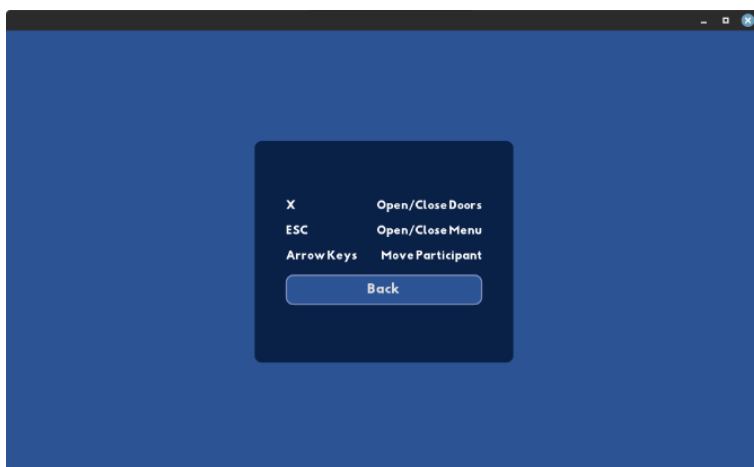 X Open/Close Doors
ESC Open/Close Menu
Arrow Keys Move Participant
Back